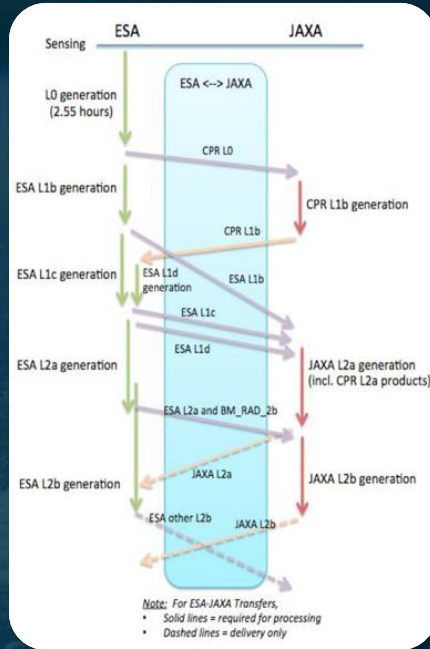 ESA
JAXA
Sensing
ESA <--> JAXA
L0 generation
(2.55 hours)
CPR L0
ESA L1b generation
CPR L1b generation
CPR L1b
ESA L1c generation
ESA L1d
generation
ESA L1b
ESA L1c
ESA L1d
ESA L2a generation
JAXA L2a generation
(incl. CPR L2a products)
ESA L2a and BM_RAD_2b
JAXA L2a
ESA L2b generation
JAXA L2b generation
ESA other L2b
JAXA L2b
Note: For ESA-JAXA Transfers,
• Solid lines = required for processing
• Dashed lines = delivery only